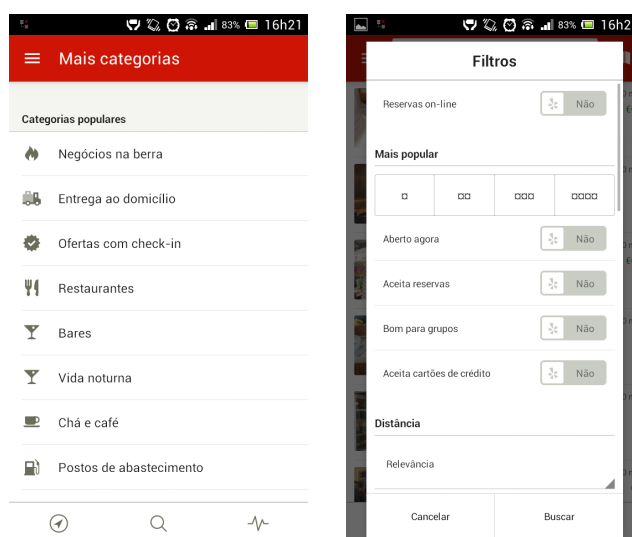 83% 16h21
Mais categorias
Categorias populares
Negócios na berra
Entrega ao domicílio
Ofertas com check-in
Restaurantes
Bares
Vida noturna
Chá e café
Postos de abastecimento
83% 16h2
Filtros
Reservas on-line
Não
Mais popular
¤
¤¤
¤¤¤
¤¤¤¤
Aberto agora
Não
Aceita reservas
Não
Bom para grupos
Não
Aceita cartões de crédito
Não
Distância
Relevância
Cancelar
Buscar